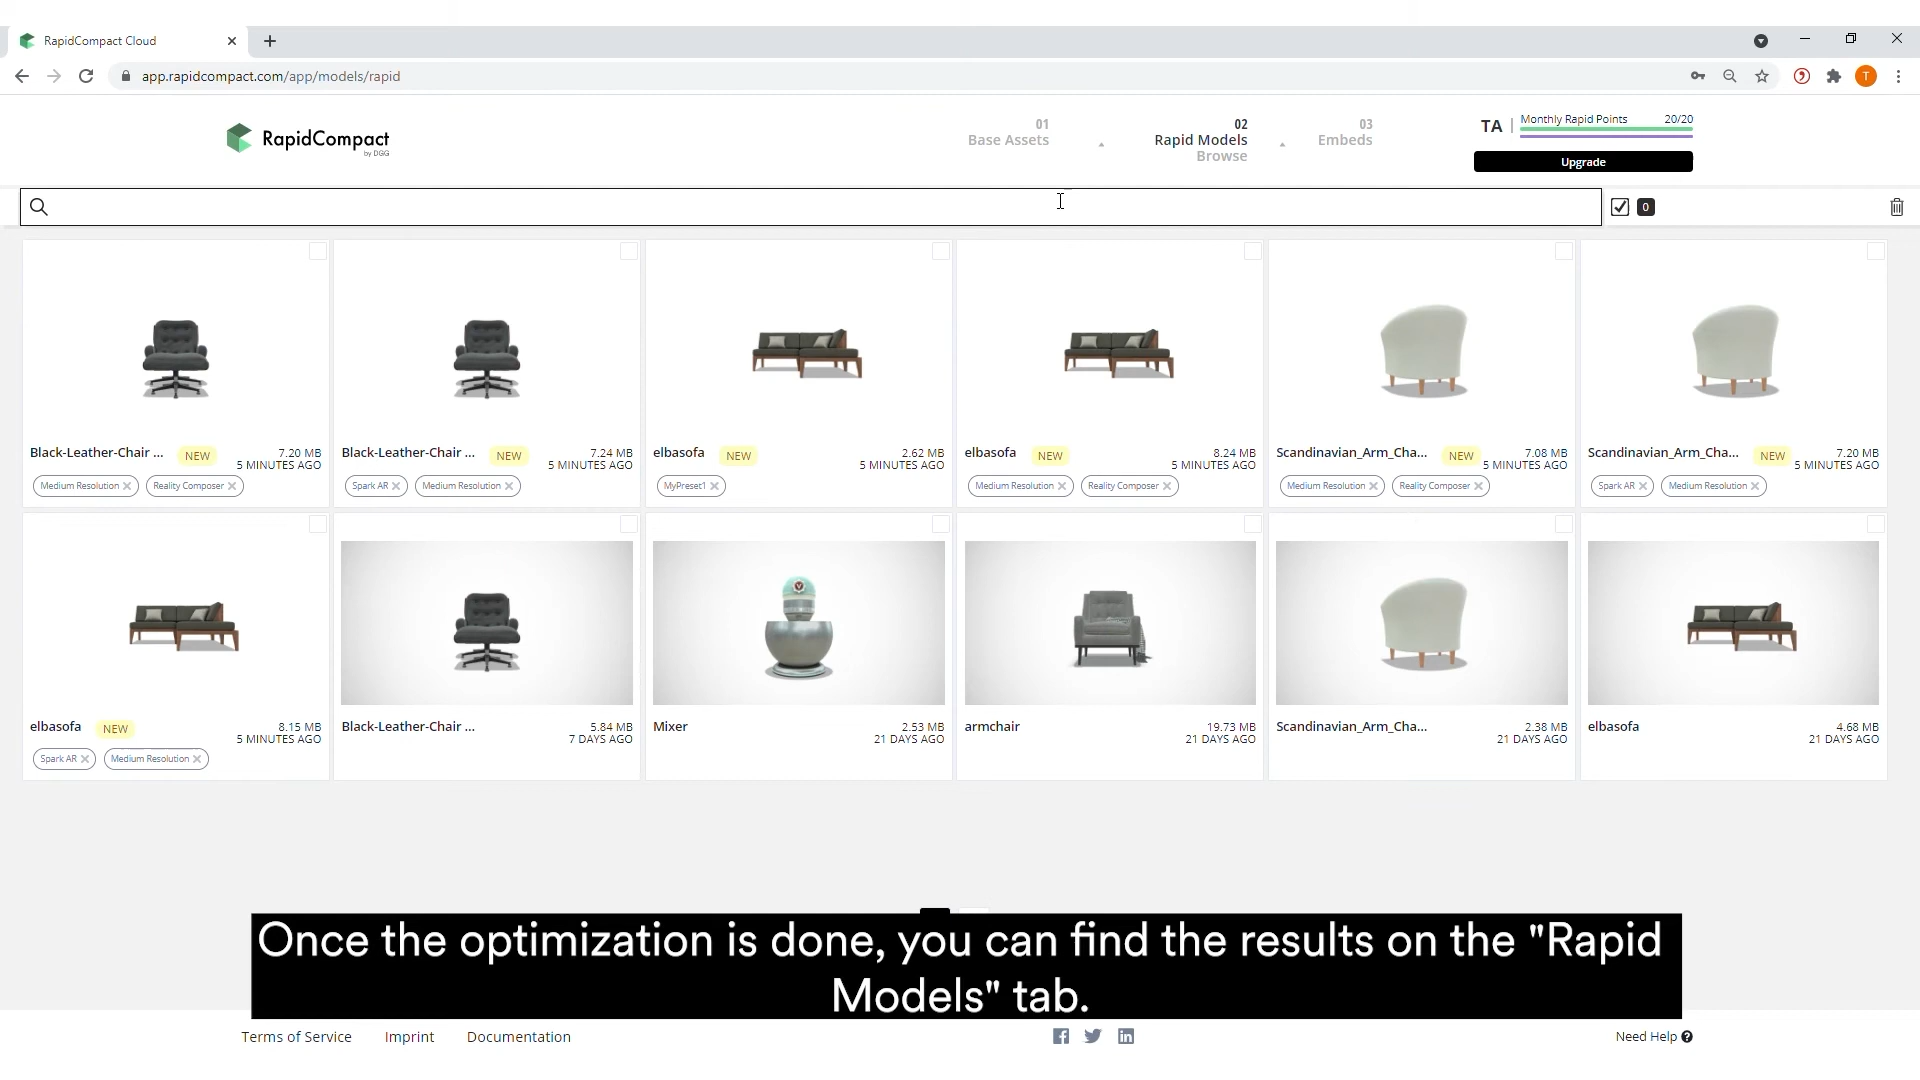 RapidCompact Cloud
app.rapidcompact.com/app/models/rapid
T
RapidCompact
by DGG
01
Base Assets
02
Rapid Models
Browse
03
Embeds
TA
Monthly Rapid Points 20/20
Upgrade
0
Black-Leather-Chair ... NEW 7.20 MB
5 MINUTES AGO
Medium Resolution Reality Composer
Black-Leather-Chair ... NEW 7.24 MB
5 MINUTES AGO
Spark AR Medium Resolution
elbasofa NEW 2.62 MB
5 MINUTES AGO
MyPreset1
elbasofa NEW 8.24 MB
5 MINUTES AGO
Medium Resolution Reality Composer
Scandinavian_Arm_Cha... NEW 7.08 MB
5 MINUTES AGO
Medium Resolution Reality Composer
Scandinavian_Arm_Cha... NEW 7.20 MB
5 MINUTES AGO
Spark AR Medium Resolution
elbasofa NEW 8.15 MB
5 MINUTES AGO
Spark AR Medium Resolution
Black-Leather-Chair ... 5.84 MB
7 DAYS AGO
Mixer 2.53 MB
21 DAYS AGO
armchair 19.73 MB
21 DAYS AGO
Scandinavian_Arm_Cha... 2.38 MB
21 DAYS AGO
elbasofa 4.68 MB
21 DAYS AGO
Once the optimization is done, you can find the results on the "Rapid
Models" tab.
Terms of Service Imprint Documentation
Need Help ?